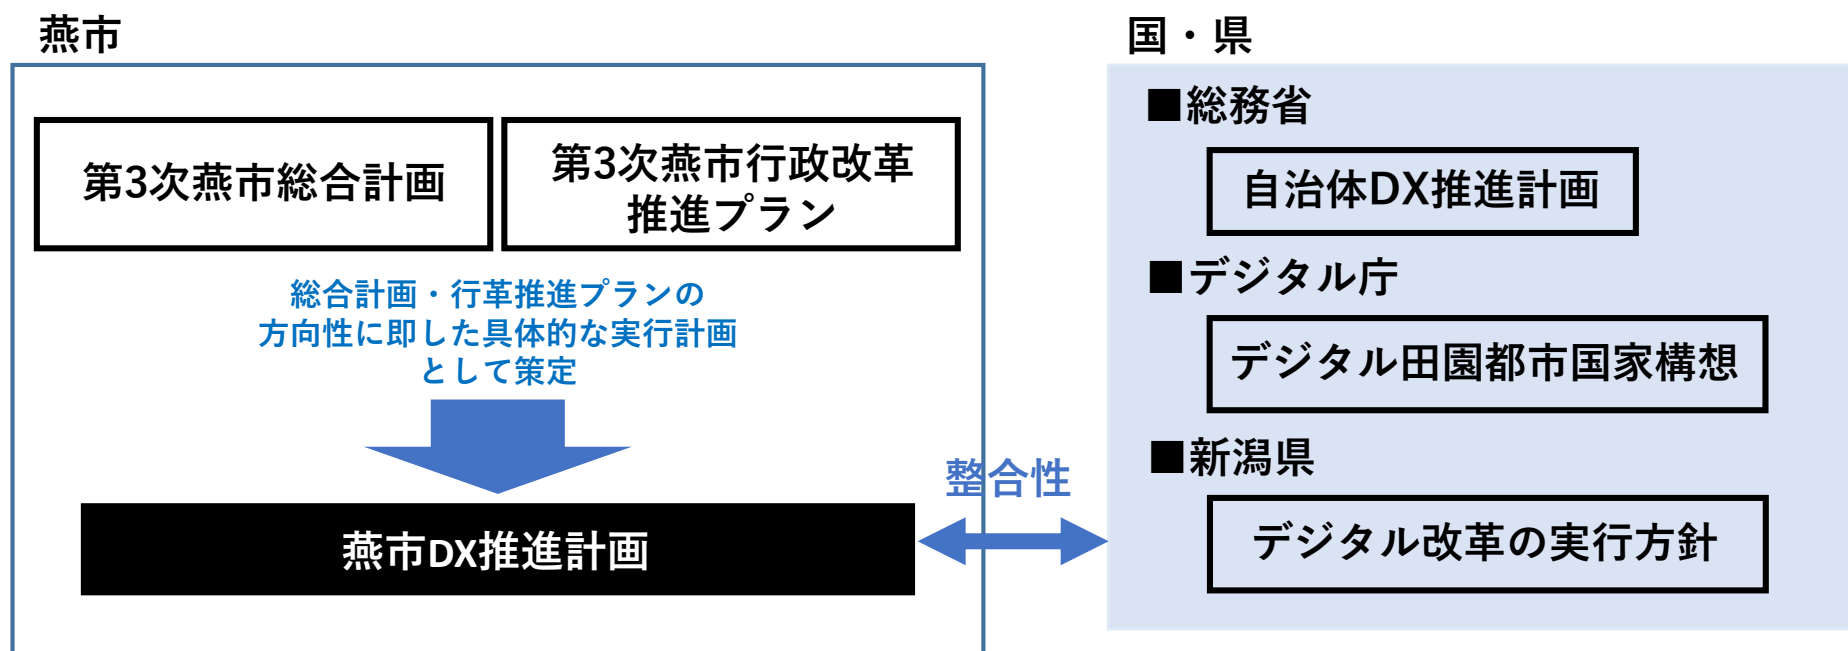 燕市
第3次燕市総合計画
第3次燕市行政改革
推進プラン
総合計画・行革推進プランの
方向性に即した具体的な実行計画
として策定
燕市DX推進計画
整合性
国・県
■総務省
自治体DX推進計画
■デジタル庁
デジタル田園都市国家構想
■新潟県
デジタル改革の実行方針